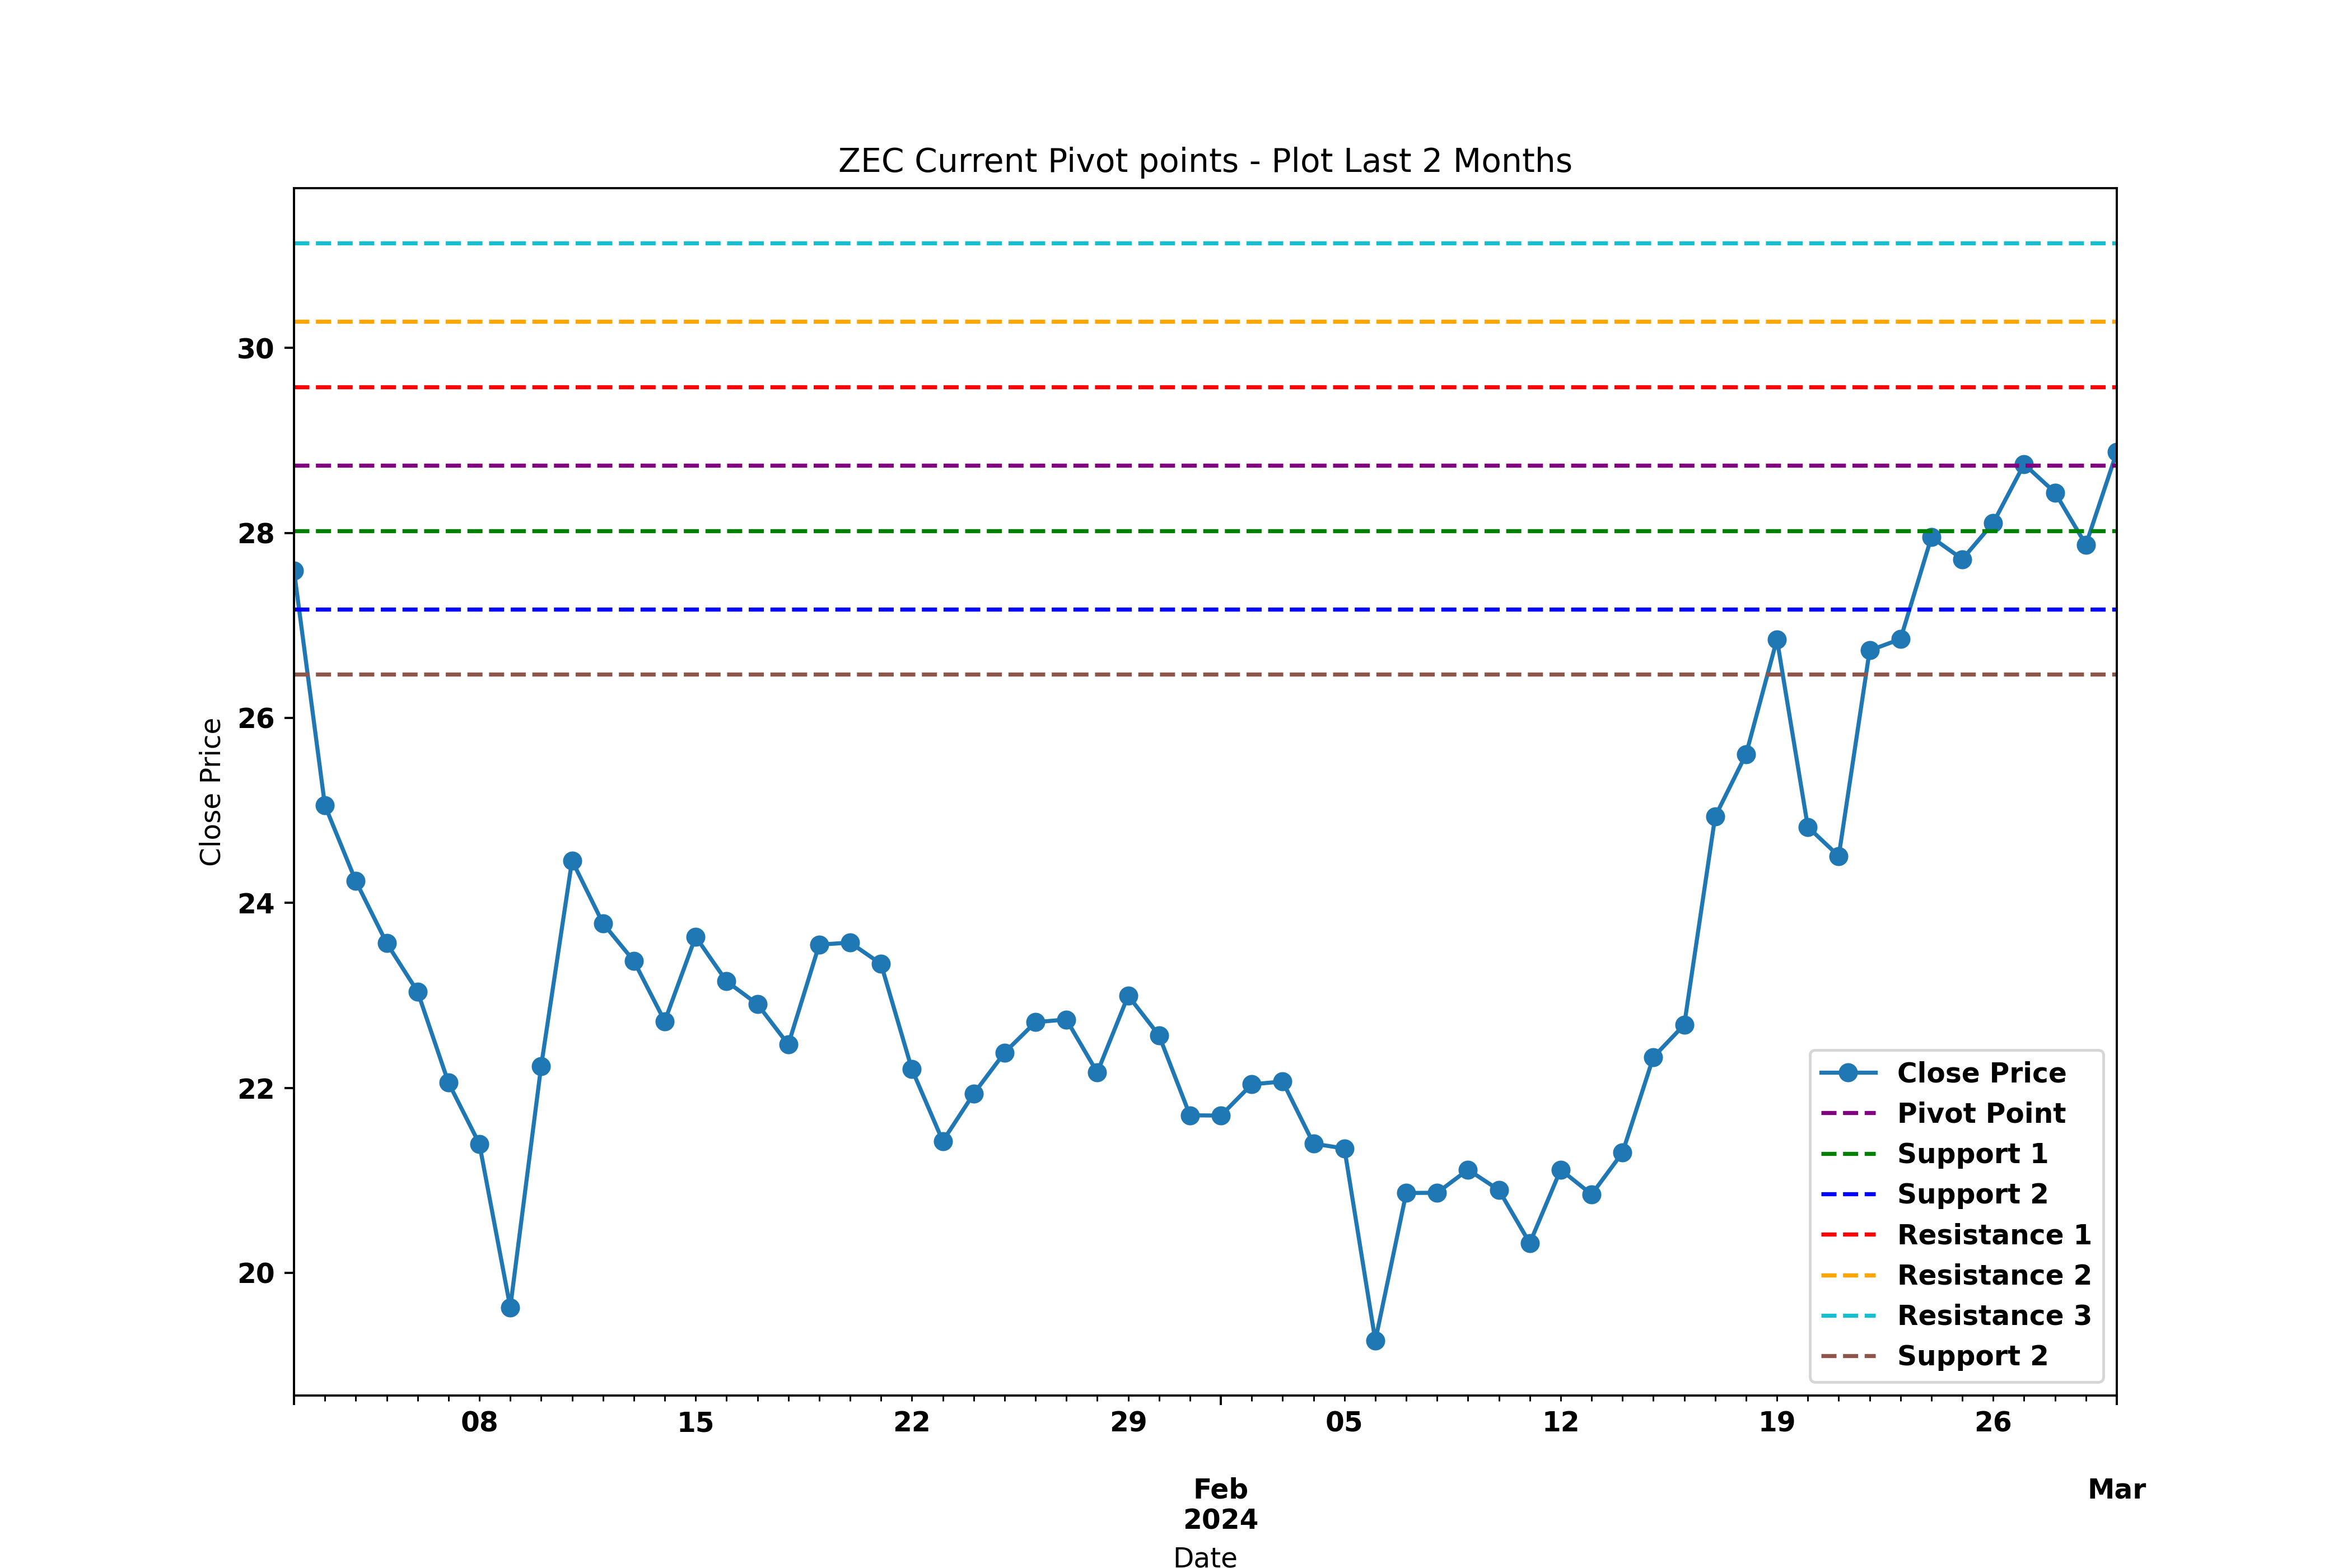 ZEC Current Pivot points - Plot Last 2 Months
Close Price
30
28
26
24
22
20
Close Price
Pivot Point
Support 1
Support 2
Resistance 1
Resistance 2
Resistance 3
Support 2
08 15 22 29 05 12 19 26
Feb Mar
2024
Date